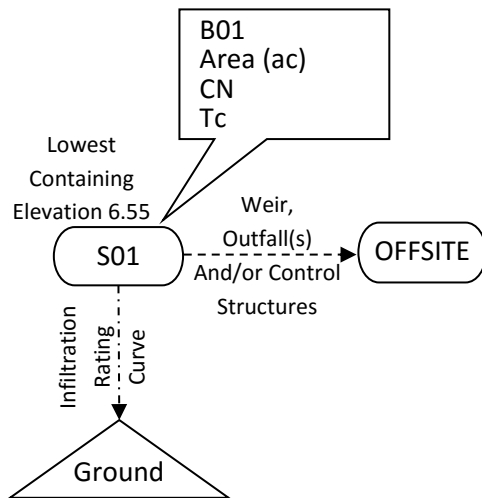 B01
Area (ac)
CN
Tc
Lowest
Containing
Elevation 6.55
Weir,
Outfall(s)
S01
OFFSITE
And/or Control
Structures
Infiltration
Rating
Curve
Ground